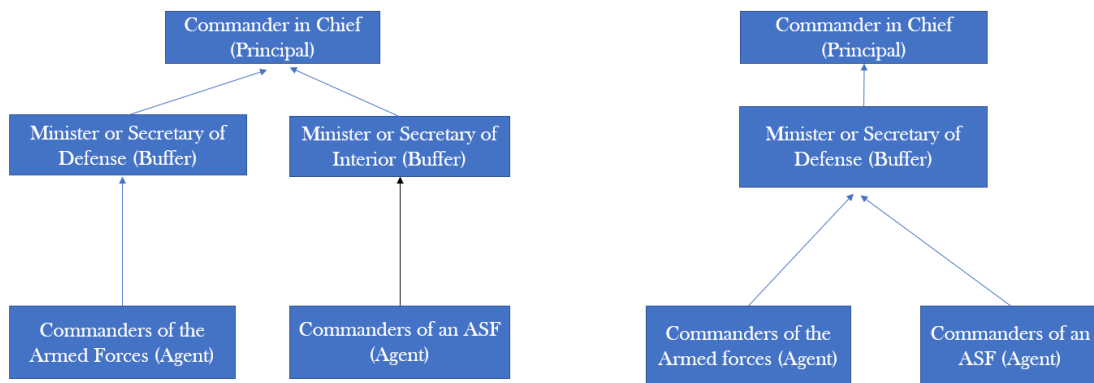 Commander in Chief
(Principal)
Minister or Secretary of
Defense (Buffer)
Minister or Secretary of
Interior (Buffer)
Commanders of the
Armed Forces (Agent)
Commanders of an ASF
(Agent)
Commander in Chief
(Principal)
Minister or Secretary of
Defense (Buffer)
Commanders of the
Armed forces (Agent)
Commanders of an
ASF (Agent)